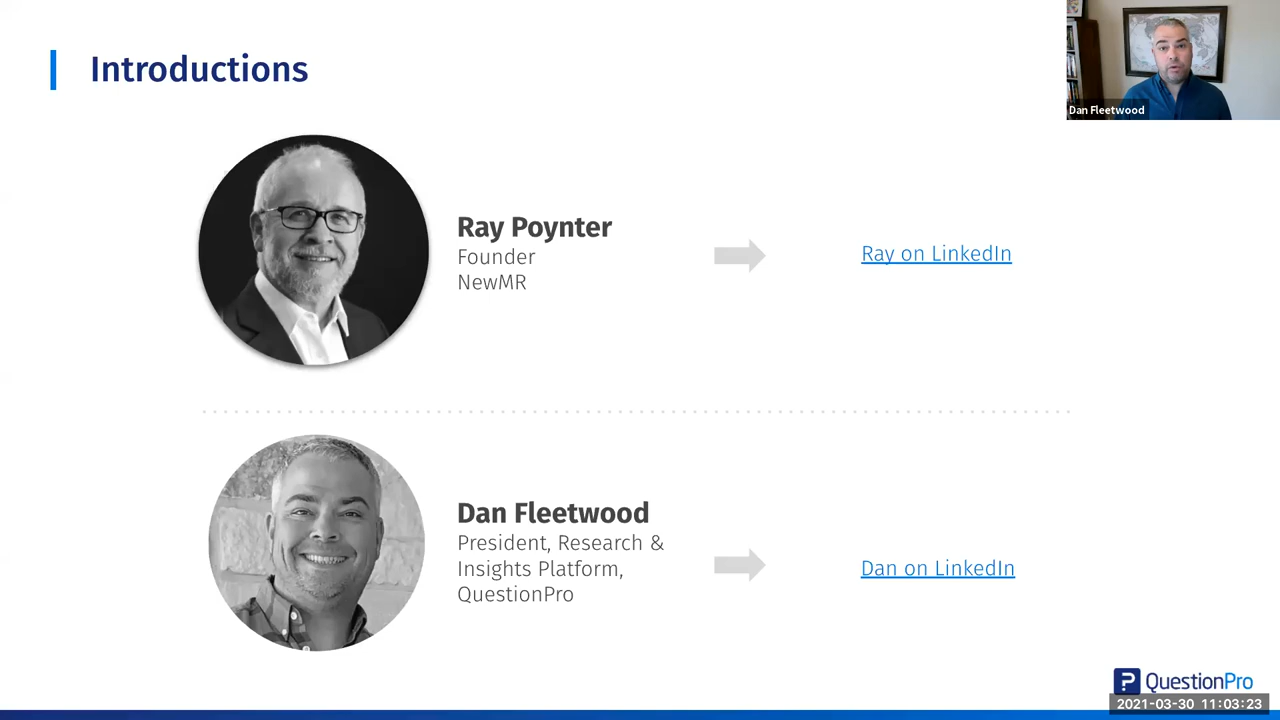 Introductions
Dan Fleetwood
Ray Poynter
Founder
NewMR
Ray on LinkedIn
Dan Fleetwood
President, Research &
Insights Platform,
QuestionPro
Dan on LinkedIn
QuestionPro
2021-03-30 11:03:23